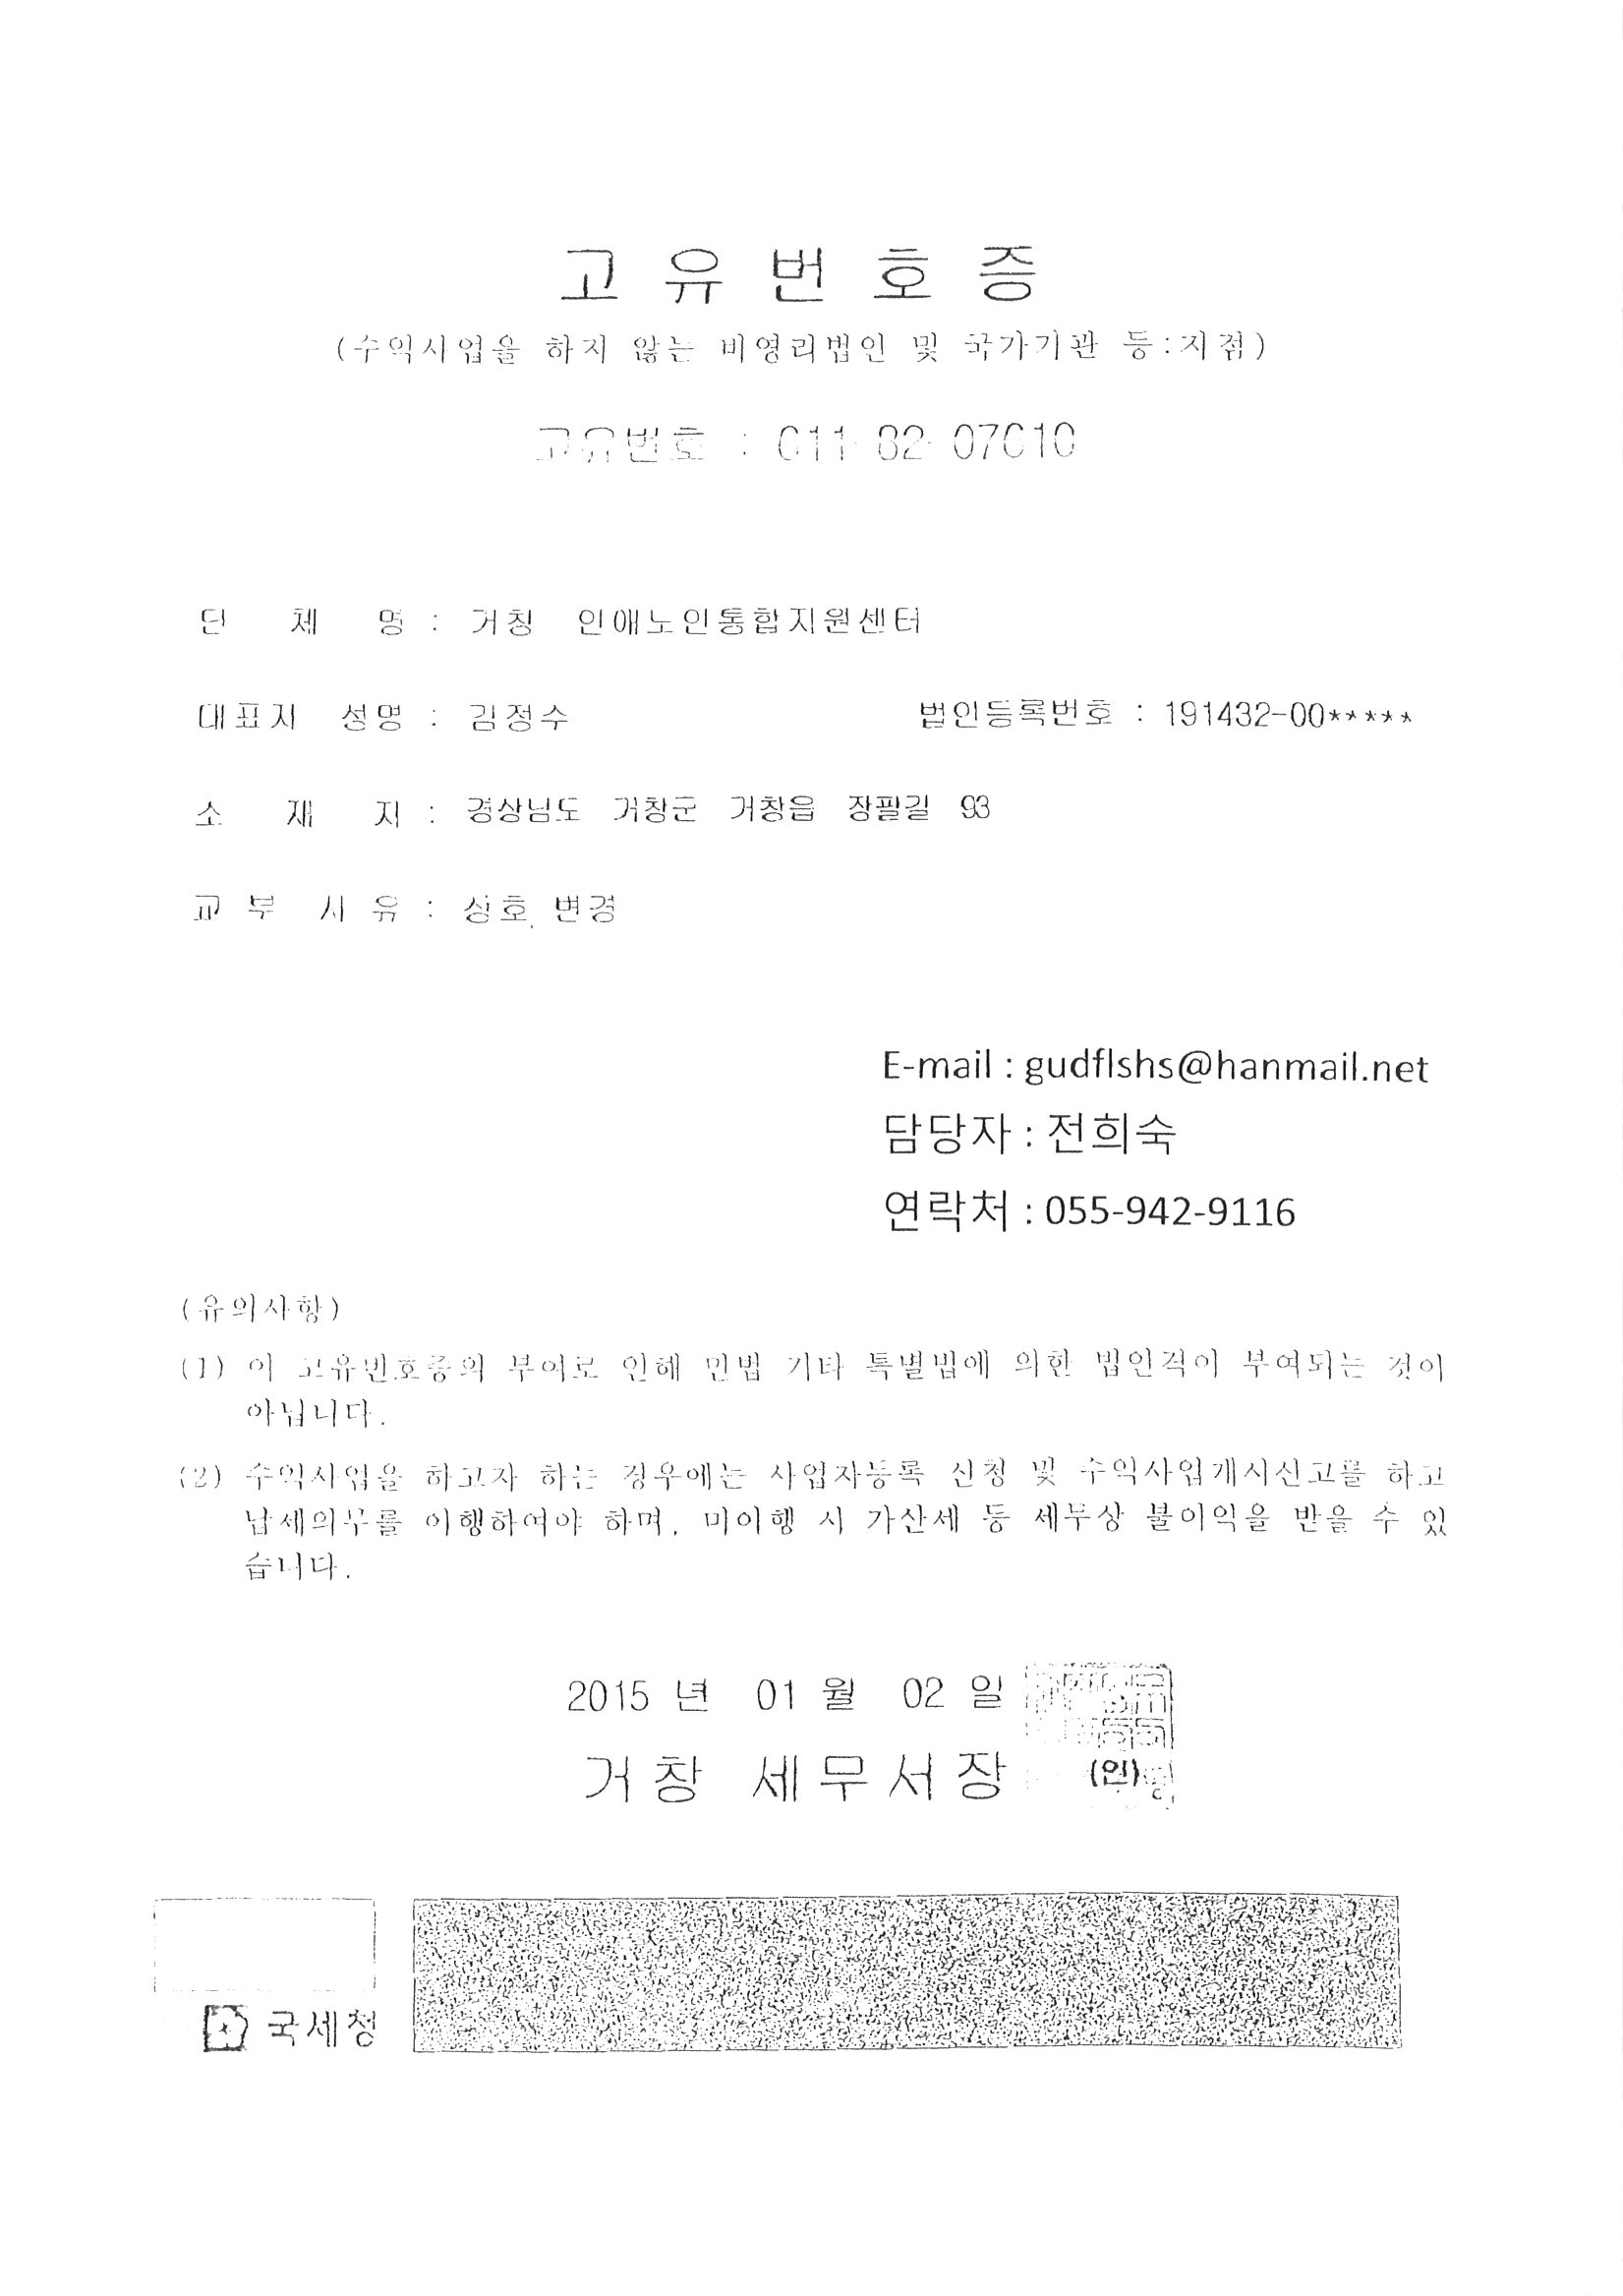 고 유 번 호 증
(수익사업을 하지 않는 비영리법인 및 국가기관 등:지점)
고유번호 : 611-82-07010
단 체 명 : 거창 인애노인통합지원센터
대표자 성명 : 김정수 법인등록번호 : 191432-00*****
소 재 지 : 경상남도 거창군 거창읍 장팔길 93
교 부 사 유 : 상호 변경
E-mail : gudflshs@hanmail.net
담당자 : 전희숙
연락처 : 055-942-9116
(유의사항)
(1) 이 고유번호증의 부여로 인해 민법 기타 특별법에 의한 법인격이 부여되는 것이
아닙니다.
(2) 수익사업을 하고자 하는 경우에는 사업자등록 신청 및 수익사업개시신고를 하고
납세의무를 이행하여야 하며, 미이행 시 가산세 등 세무상 불이익을 받을 수 있
습니다.
2015 년 01 월 02 일
거창 세무서장 (인)
국세청